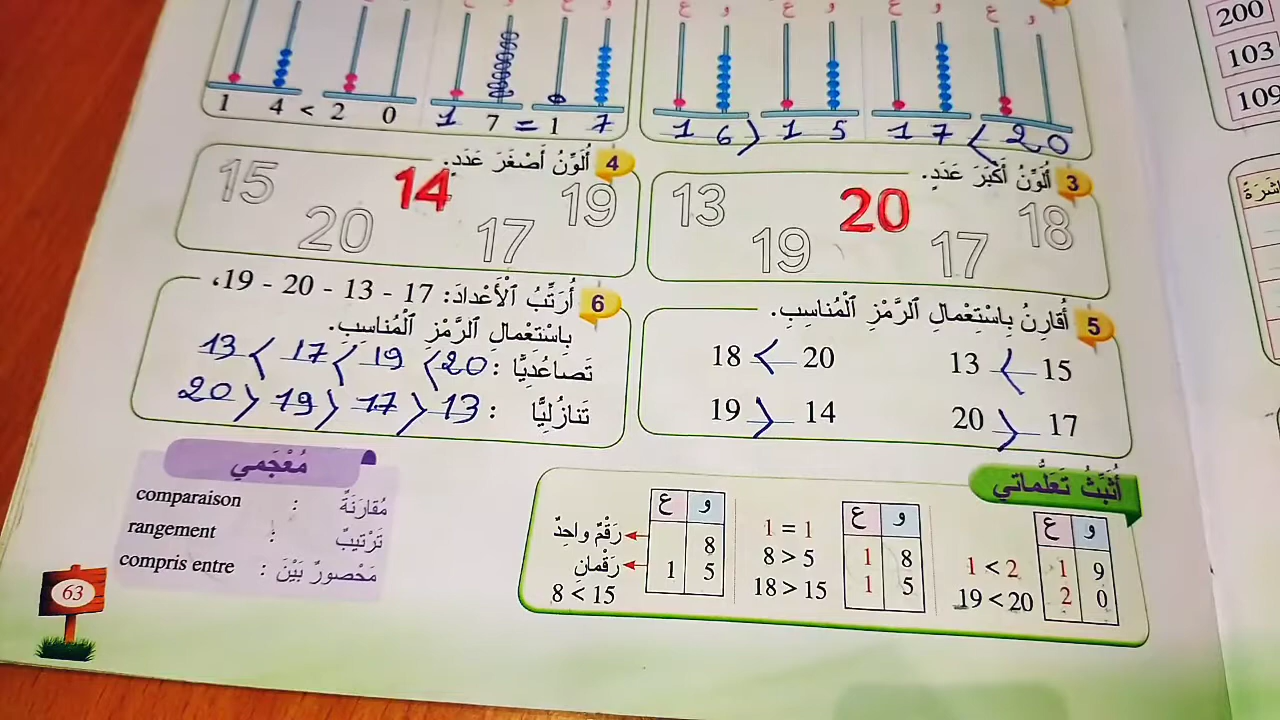 ع و ع و ع و ع و
ع و ع و ع و ع و
1 6 > 1 5
1 7 < 2 0
1 4 < 2 0
1 7 = 1 7
3 أُلَوِّنُ أَكْبَرَ عَدَدٍ.
13 19 20 17 18
4 أُلَوِّنُ أَصْغَرَ عَدَدٍ.
15 20 14 17 19
5 أُقارِنُ بِاسْتِعْمالِ ٱلرَّمْزِ ٱلْمُناسِبِ.
18 < 20
13 < 15
19 > 14
20 > 17
6 أُرَتِّبُ ٱلْأَعْدادَ: 17 - 13 - 20 - 19،
بِاسْتِعْمالِ ٱلرَّمْزِ ٱلْمُناسِبِ.
تَصاعُدِيًّا : 13 < 17 < 19 < 20
تَنازُلِيًّا : 20 > 19 > 17 > 13
أُثَبِّتُ تَعَلُّماتي
ع و
1 9
2 0
1 < 2
19 < 20
ع و
1 8
1 5
1 = 1
8 > 5
18 > 15
ع و
8
1 5
رَقْمٌ واحِدٌ
رَقْمانِ
8 < 15
مُعْجَمي
مُقارَنَةٌ : comparaison
تَرْتيبٌ : rangement
مَحْصورٌ بَيْنَ : compris entre
63
200
103
109